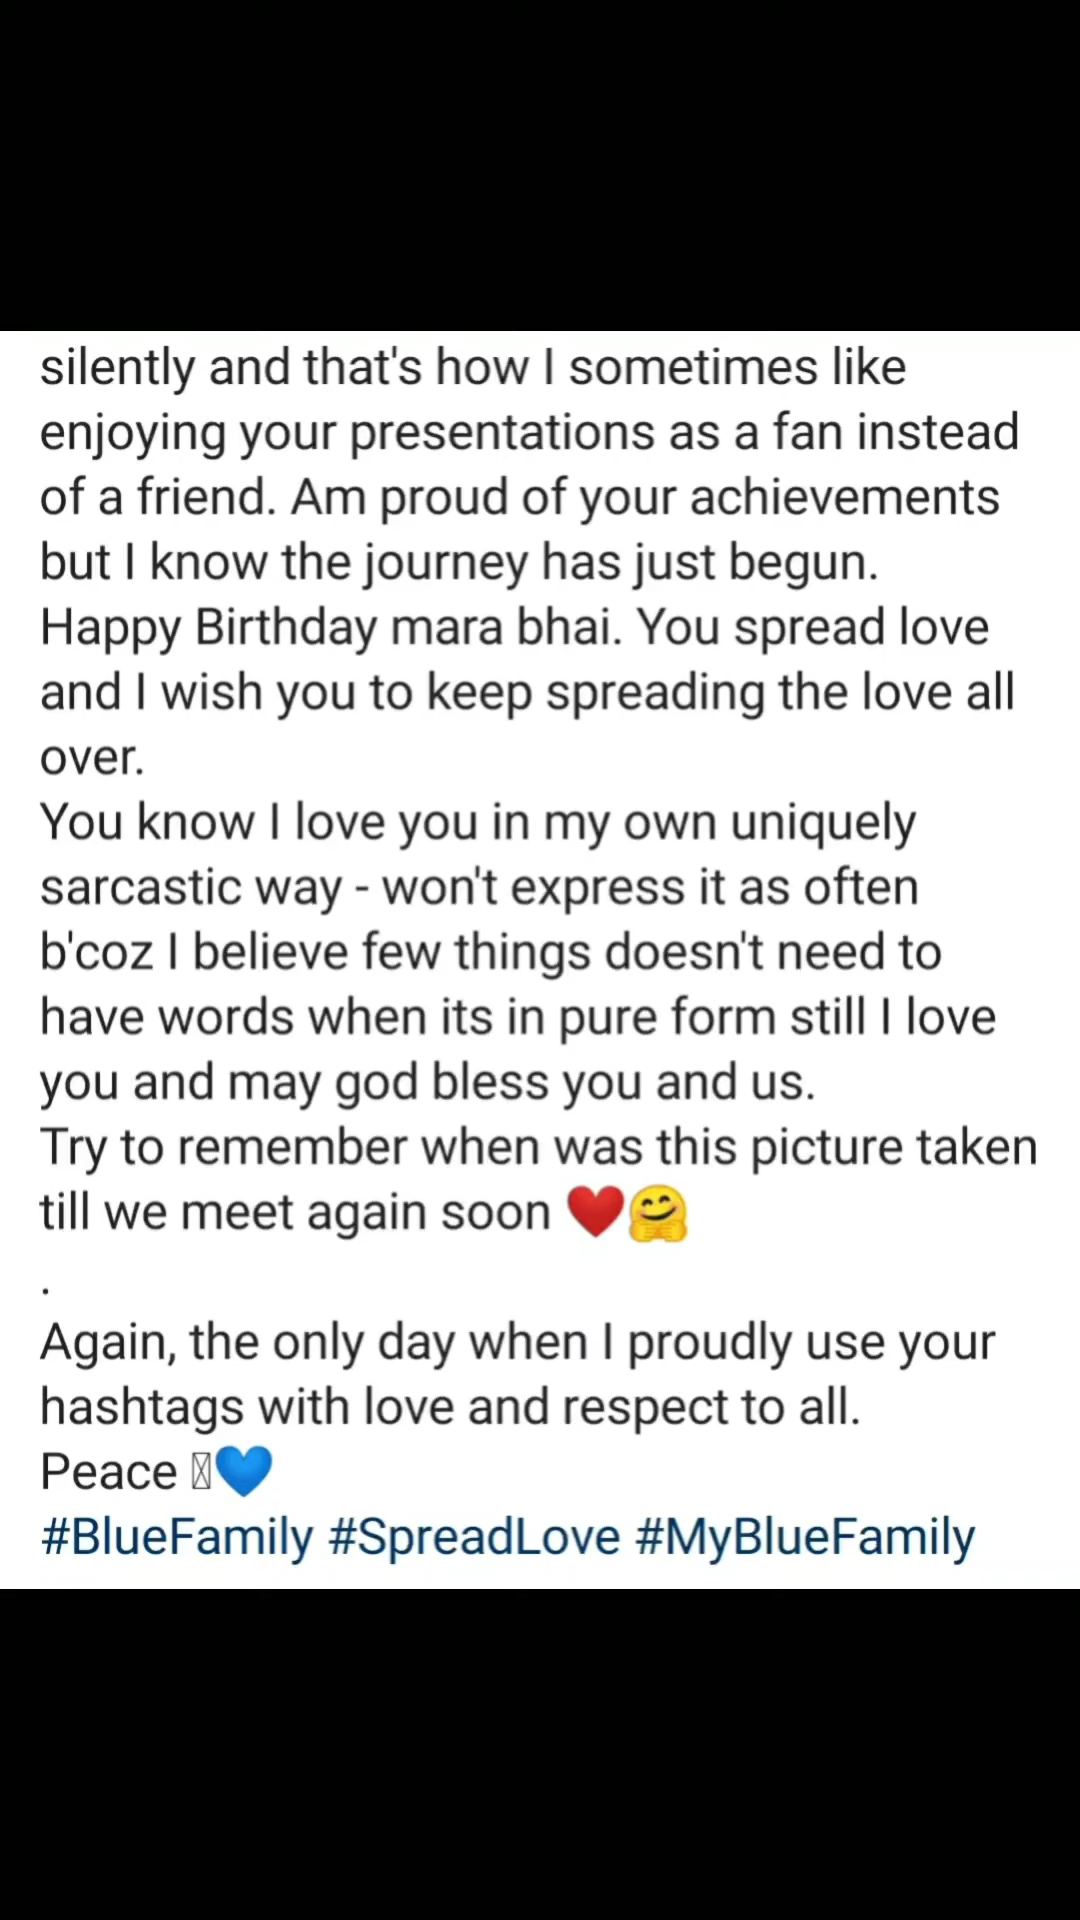 silently and that's how I sometimes like
enjoying your presentations as a fan instead
of a friend. Am proud of your achievements
but I know the journey has just begun.
Happy Birthday mara bhai. You spread love
and I wish you to keep spreading the love all
over.
You know I love you in my own uniquely
sarcastic way - won't express it as often
b'coz I believe few things doesn't need to
have words when its in pure form still I love
you and may god bless you and us.
Try to remember when was this picture taken
till we meet again soon ❤️🤗
.
Again, the only day when I proudly use your
hashtags with love and respect to all.
Peace 💙
#BlueFamily #SpreadLove #MyBlueFamily